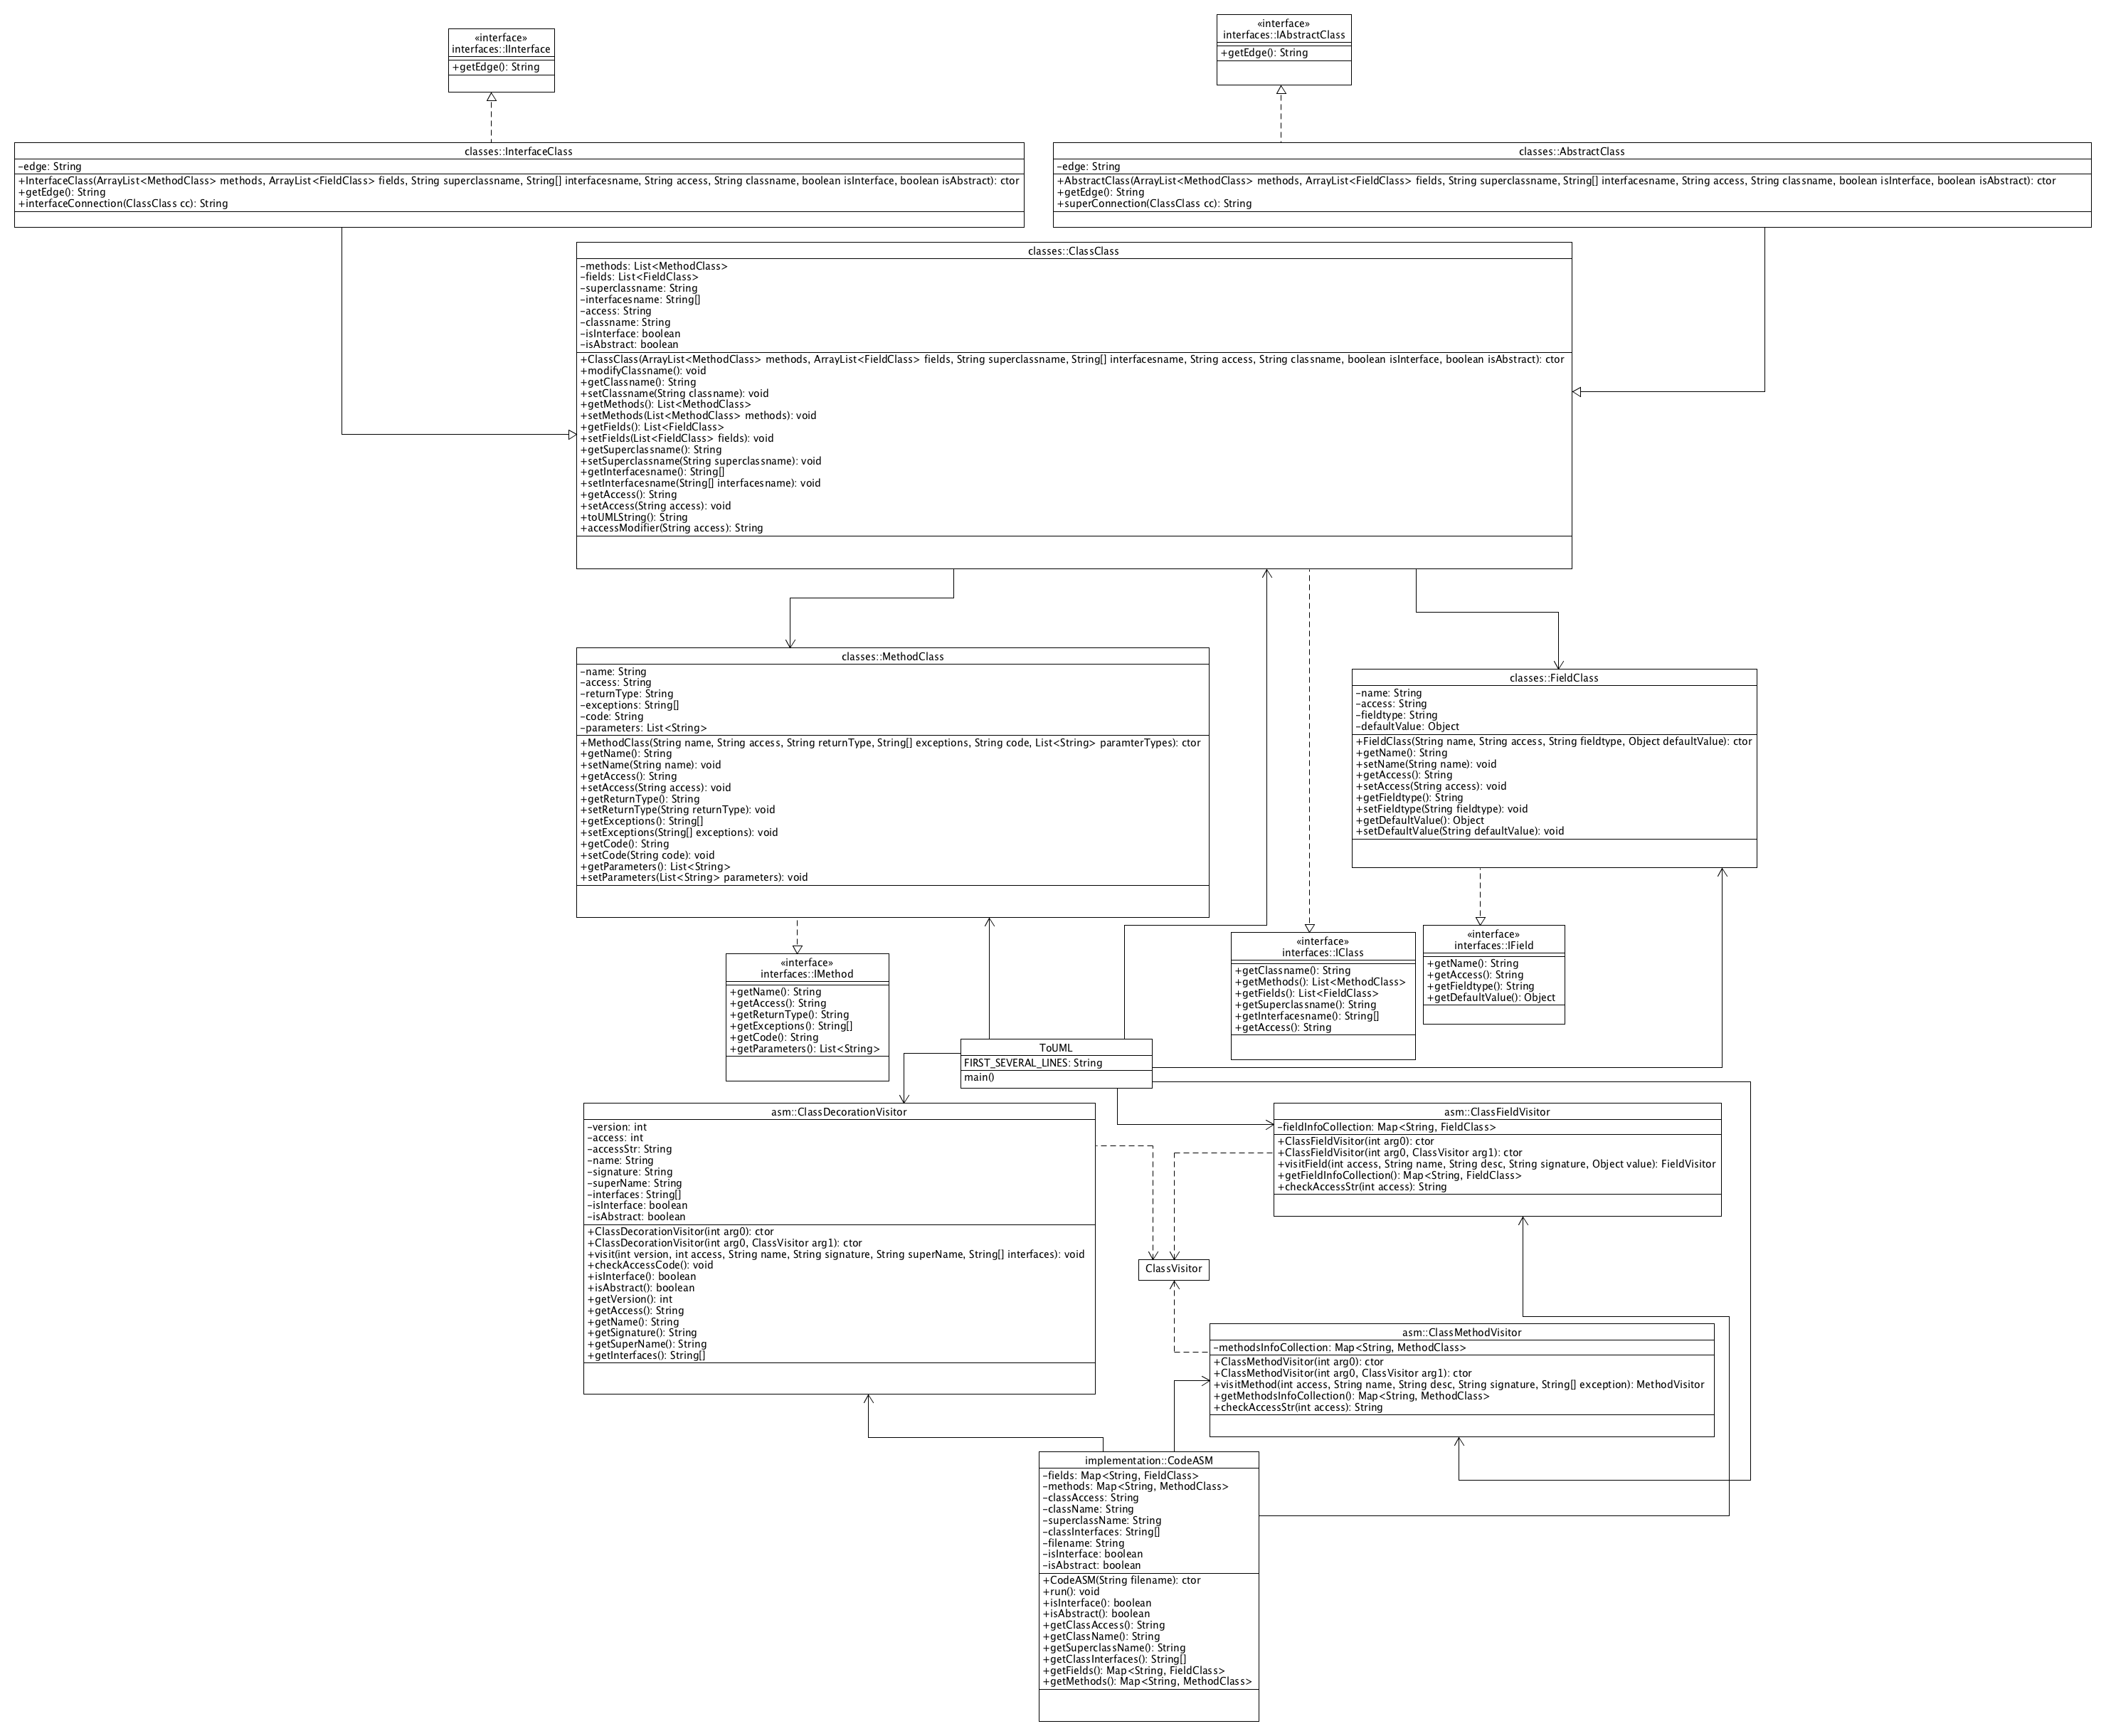 «interface»
interfaces::IInterface
+getEdge(): String
«interface»
interfaces::IAbstractClass
+getEdge(): String
classes::InterfaceClass
-edge: String
+InterfaceClass(ArrayList<MethodClass> methods, ArrayList<FieldClass> fields, String superclassname, String[] interfacesname, String access, String classname, boolean isInterface, boolean isAbstract): ctor
+getEdge(): String
+interfaceConnection(ClassClass cc): String
classes::AbstractClass
-edge: String
+AbstractClass(ArrayList<MethodClass> methods, ArrayList<FieldClass> fields, String superclassname, String[] interfacesname, String access, String classname, boolean isInterface, boolean isAbstract): ctor
+getEdge(): String
+superConnection(ClassClass cc): String
classes::ClassClass
-methods: List<MethodClass>
-fields: List<FieldClass>
-superclassname: String
-interfacesname: String[]
-access: String
-classname: String
-isInterface: boolean
-isAbstract: boolean
+ClassClass(ArrayList<MethodClass> methods, ArrayList<FieldClass> fields, String superclassname, String[] interfacesname, String access, String classname, boolean isInterface, boolean isAbstract): ctor
+modifyClassname(): void
+getClassname(): String
+setClassname(String classname): void
+getMethods(): List<MethodClass>
+setMethods(List<MethodClass> methods): void
+getFields(): List<FieldClass>
+setFields(List<FieldClass> fields): void
+getSuperclassname(): String
+setSuperclassname(String superclassname): void
+getInterfacesname(): String[]
+setInterfacesname(String[] interfacesname): void
+getAccess(): String
+setAccess(String access): void
+toUMLString(): String
+accessModifier(String access): String
classes::MethodClass
-name: String
-access: String
-returnType: String
-exceptions: String[]
-code: String
-parameters: List<String>
+MethodClass(String name, String access, String returnType, String[] exceptions, String code, List<String> paramterTypes): ctor
+getName(): String
+setName(String name): void
+getAccess(): String
+setAccess(String access): void
+getReturnType(): String
+setReturnType(String returnType): void
+getExceptions(): String[]
+setExceptions(String[] exceptions): void
+getCode(): String
+setCode(String code): void
+getParameters(): List<String>
+setParameters(List<String> parameters): void
classes::FieldClass
-name: String
-access: String
-fieldtype: String
-defaultValue: Object
+FieldClass(String name, String access, String fieldtype, Object defaultValue): ctor
+getName(): String
+setName(String name): void
+getAccess(): String
+setAccess(String access): void
+getFieldtype(): String
+setFieldtype(String fieldtype): void
+getDefaultValue(): Object
+setDefaultValue(String defaultValue): void
«interface»
interfaces::IMethod
+getName(): String
+getAccess(): String
+getReturnType(): String
+getExceptions(): String[]
+getCode(): String
+getParameters(): List<String>
«interface»
interfaces::IClass
+getClassname(): String
+getMethods(): List<MethodClass>
+getFields(): List<FieldClass>
+getSuperclassname(): String
+getInterfacesname(): String[]
+getAccess(): String
«interface»
interfaces::IField
+getName(): String
+getAccess(): String
+getFieldtype(): String
+getDefaultValue(): Object
ToUML
FIRST_SEVERAL_LINES: String
main()
asm::ClassDecorationVisitor
-version: int
-access: int
-accessStr: String
-name: String
-signature: String
-superName: String
-interfaces: String[]
-isInterface: boolean
-isAbstract: boolean
+ClassDecorationVisitor(int arg0): ctor
+ClassDecorationVisitor(int arg0, ClassVisitor arg1): ctor
+visit(int version, int access, String name, String signature, String superName, String[] interfaces): void
+checkAccessCode(): void
+isInterface(): boolean
+isAbstract(): boolean
+getVersion(): int
+getAccess(): String
+getName(): String
+getSignature(): String
+getSuperName(): String
+getInterfaces(): String[]
asm::ClassFieldVisitor
-fieldInfoCollection: Map<String, FieldClass>
+ClassFieldVisitor(int arg0): ctor
+ClassFieldVisitor(int arg0, ClassVisitor arg1): ctor
+visitField(int access, String name, String desc, String signature, Object value): FieldVisitor
+getFieldInfoCollection(): Map<String, FieldClass>
+checkAccessStr(int access): String
ClassVisitor
asm::ClassMethodVisitor
-methodsInfoCollection: Map<String, MethodClass>
+ClassMethodVisitor(int arg0): ctor
+ClassMethodVisitor(int arg0, ClassVisitor arg1): ctor
+visitMethod(int access, String name, String desc, String signature, String[] exception): MethodVisitor
+getMethodsInfoCollection(): Map<String, MethodClass>
+checkAccessStr(int access): String
implementation::CodeASM
-fields: Map<String, FieldClass>
-methods: Map<String, MethodClass>
-classAccess: String
-className: String
-superclassName: String
-classInterfaces: String[]
-filename: String
-isInterface: boolean
-isAbstract: boolean
+CodeASM(String filename): ctor
+run(): void
+isInterface(): boolean
+isAbstract(): boolean
+getClassAccess(): String
+getClassName(): String
+getSuperclassName(): String
+getClassInterfaces(): String[]
+getFields(): Map<String, FieldClass>
+getMethods(): Map<String, MethodClass>